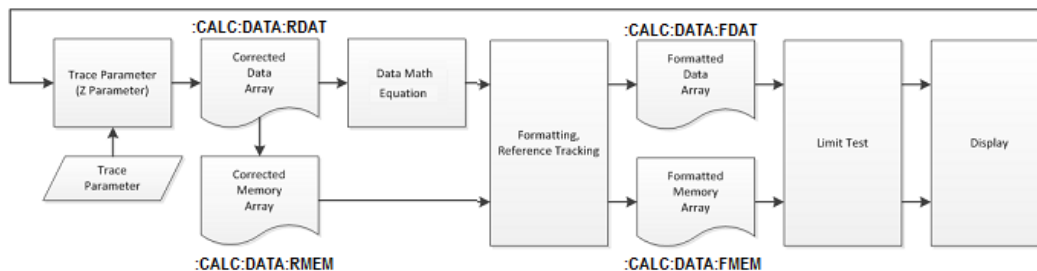 :CALC:DATA:RDAT
:CALC:DATA:FDAT
Trace Parameter
(Z Parameter)
Corrected
Data
Array
Data Math
Equation
Formatted
Data
Array
Formatting,
Reference Tracking
Limit Test
Display
Trace
Parameter
Corrected
Memory
Array
Formatted
Memory
Array
:CALC:DATA:RMEM
:CALC:DATA:FMEM